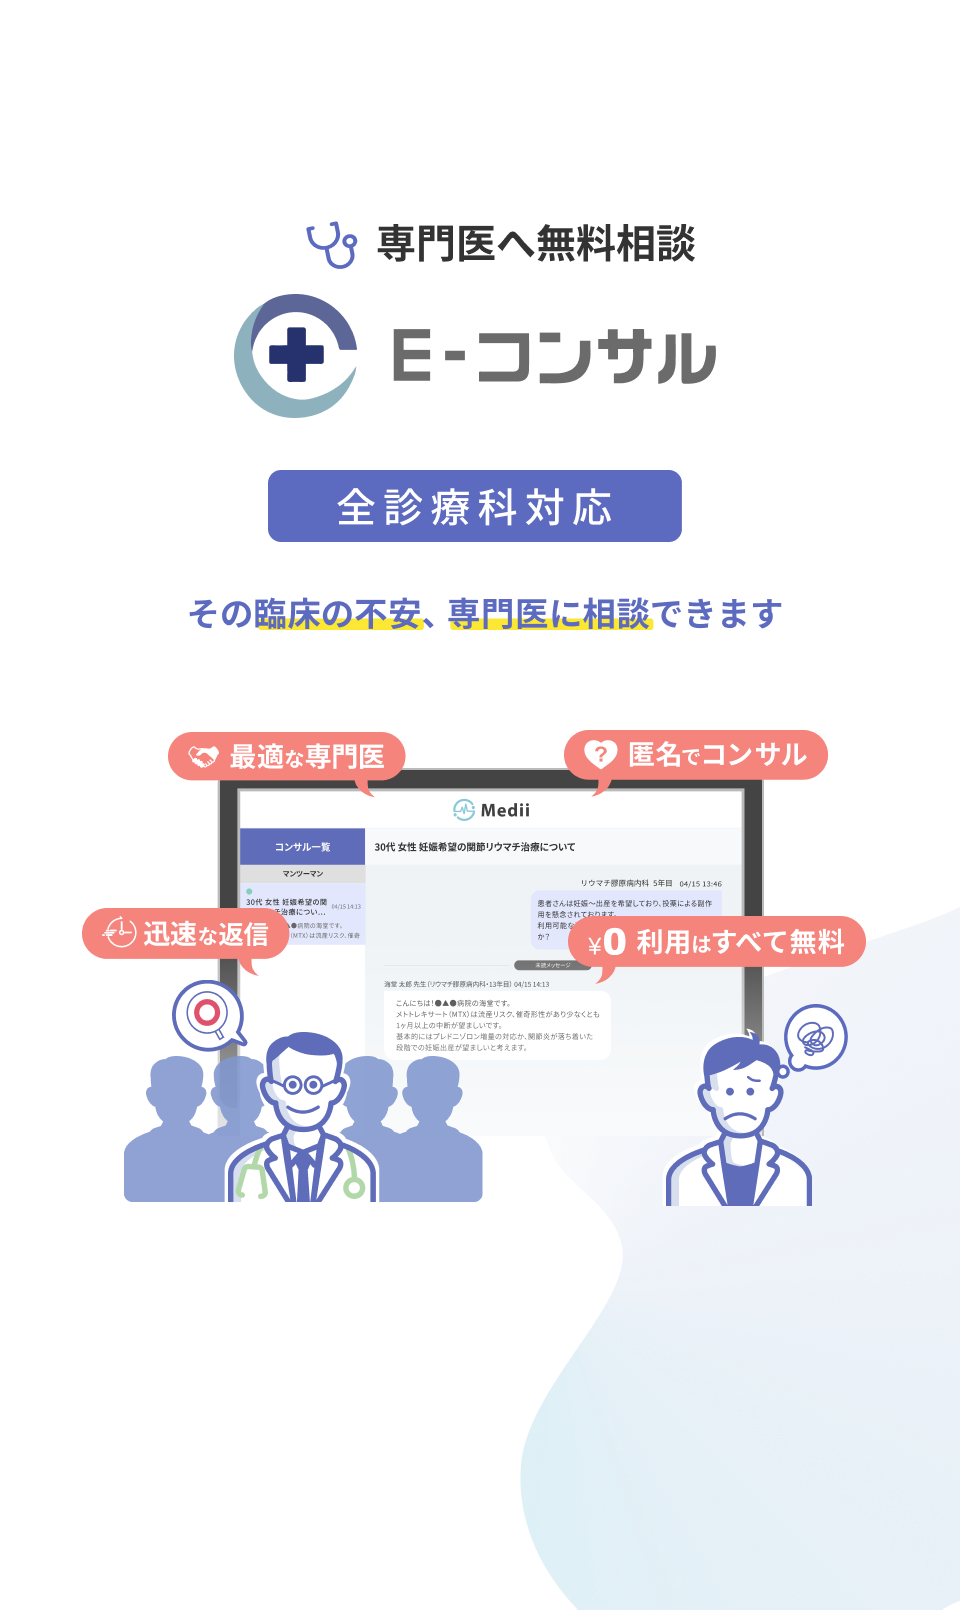 専門医へ無料相談
E-コンサル
全診療科対応
その臨床の不安、専門医に相談できます
最適な専門医
匿名でコンサル
Medii
コンサル一覧
30代 女性 妊娠希望の関節リウマチ治療について
マンツーマン
リウマチ膠原病内科 5年目 04/15 13:46
30代 女性 妊娠希望の関
04/15 14:13
チ治療につい...
患者さんは妊娠〜出産を希望しており、投薬による副作
用を懸念されております。
▲●病院の海堂です。
(MTX)は流産リスク、催奇
利用可能な
か？
迅速な返信
¥0 利用はすべて無料
未読メッセージ
海堂 太郎 先生（リウマチ膠原病内科・13年目） 04/15 14:13
こんにちは！●▲●病院の海堂です。
メトトレキサート（MTX）は流産リスク、催奇形性があり少なくとも
1ヶ月以上の中断が望ましいです。
基本的にはプレドニゾロン増量の対応か、関節炎が落ち着いた
段階での妊娠出産が望ましいと考えます。